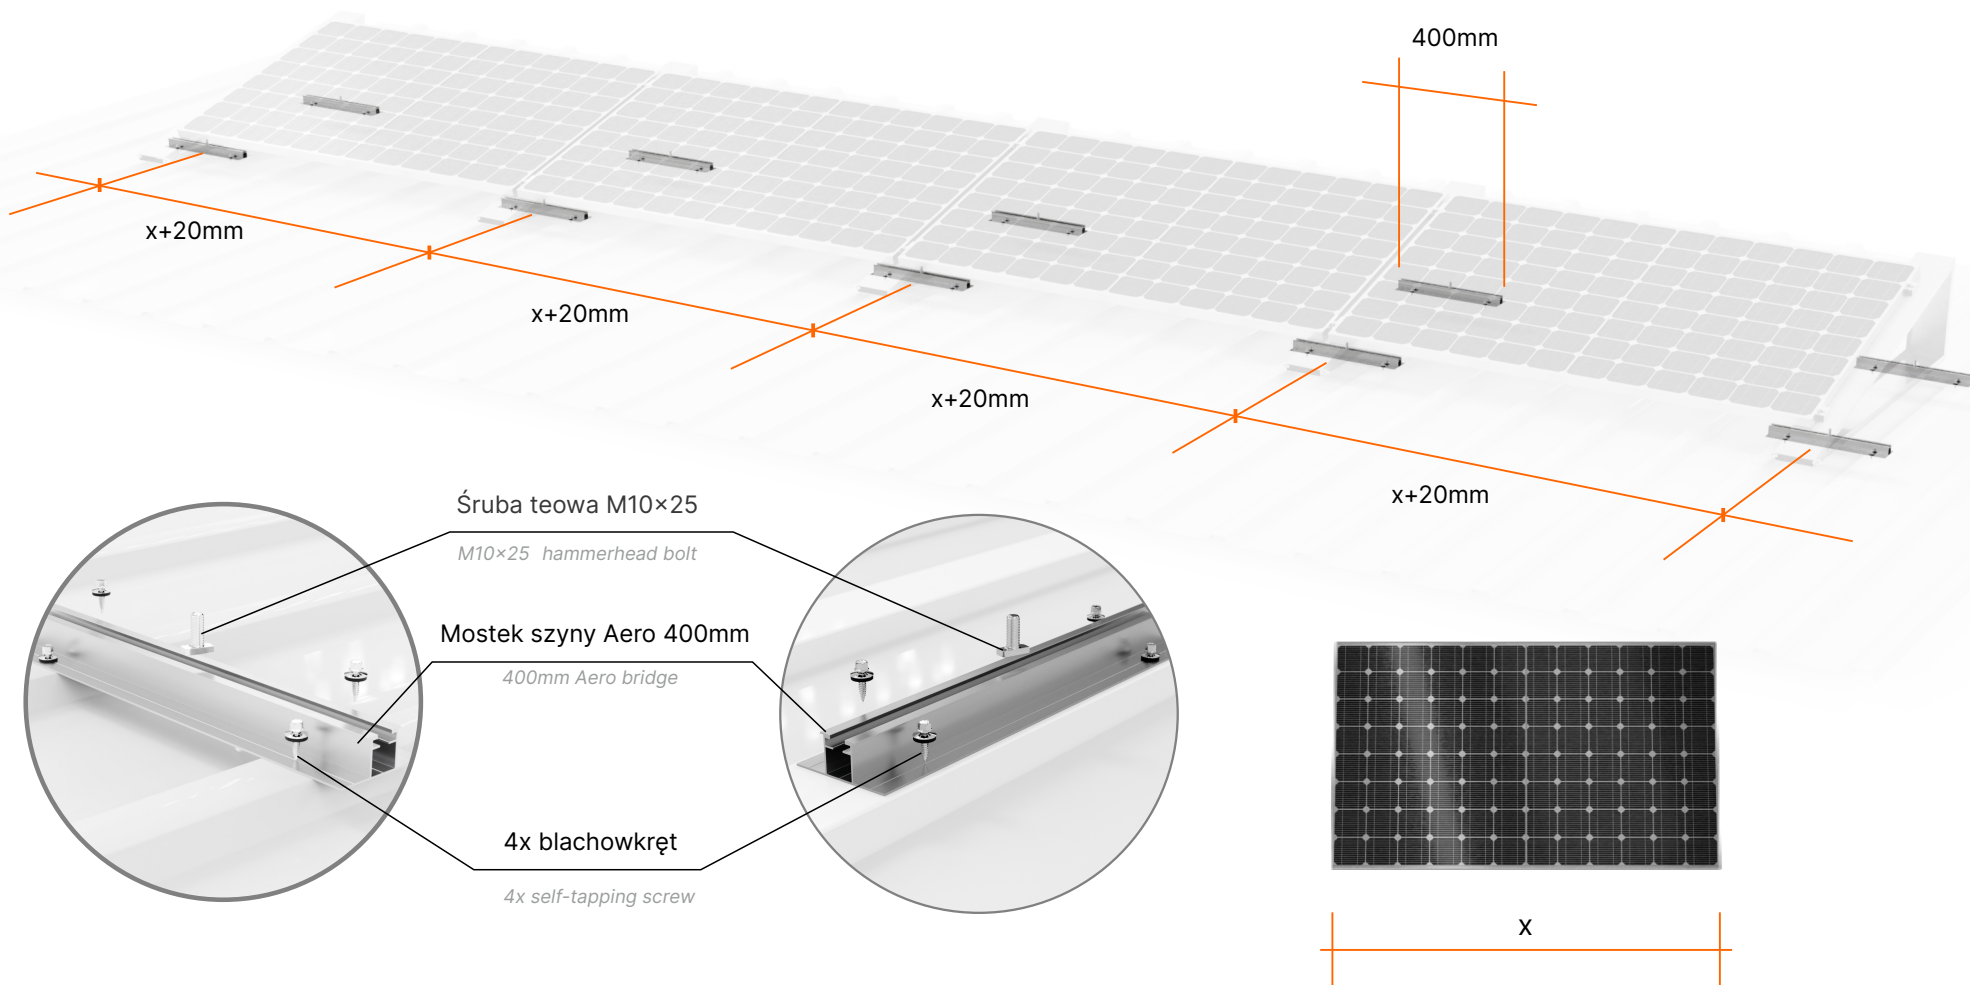 400mm
x+20mm
x+20mm
x+20mm
x+20mm
Śruba teowa M10×25
M10×25 hammerhead bolt
Mostek szyny Aero 400mm
400mm Aero bridge
4x blachowkręt
4x self-tapping screw
x